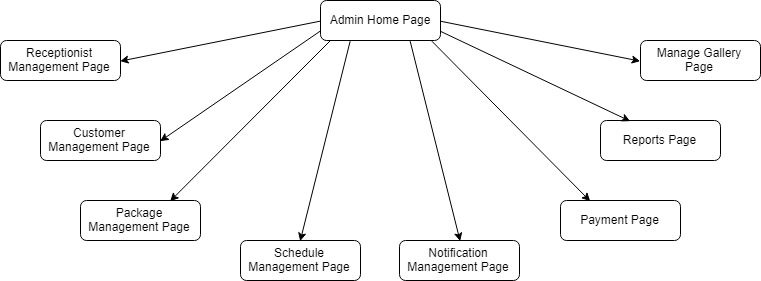 Admin Home Page
Receptionist
Management Page
Manage Gallery
Page
Customer
Management Page
Reports Page
Package
Management Page
Payment Page
Schedule
Management Page
Notification
Management Page